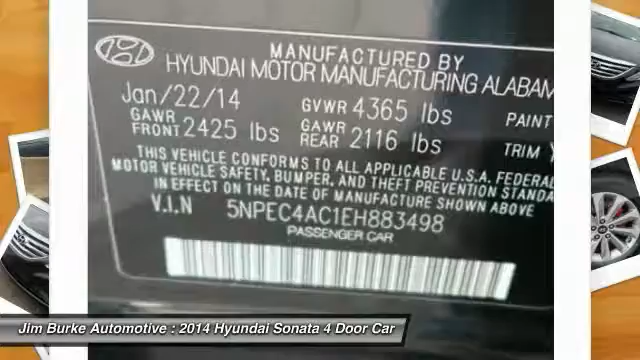 MANUFACTURED BY
HYUNDAI MOTOR MANUFACTURING ALABAM
Jan/22/14 GVWR 4365 lbs PAINT
GAWR FRONT 2425 lbs GAWR REAR 2116 lbs TRIM Y
THIS VEHICLE CONFORMS TO ALL APPLICABLE U.S.A. FEDERAL
MOTOR VEHICLE SAFETY, BUMPER, AND THEFT PREVENTION STANDA
IN EFFECT ON THE DATE OF MANUFACTURE SHOWN ABOVE
V.I.N 5NPEC4AC1EH883498
PASSENGER CAR
Jim Burke Automotive : 2014 Hyundai Sonata 4 Door Car